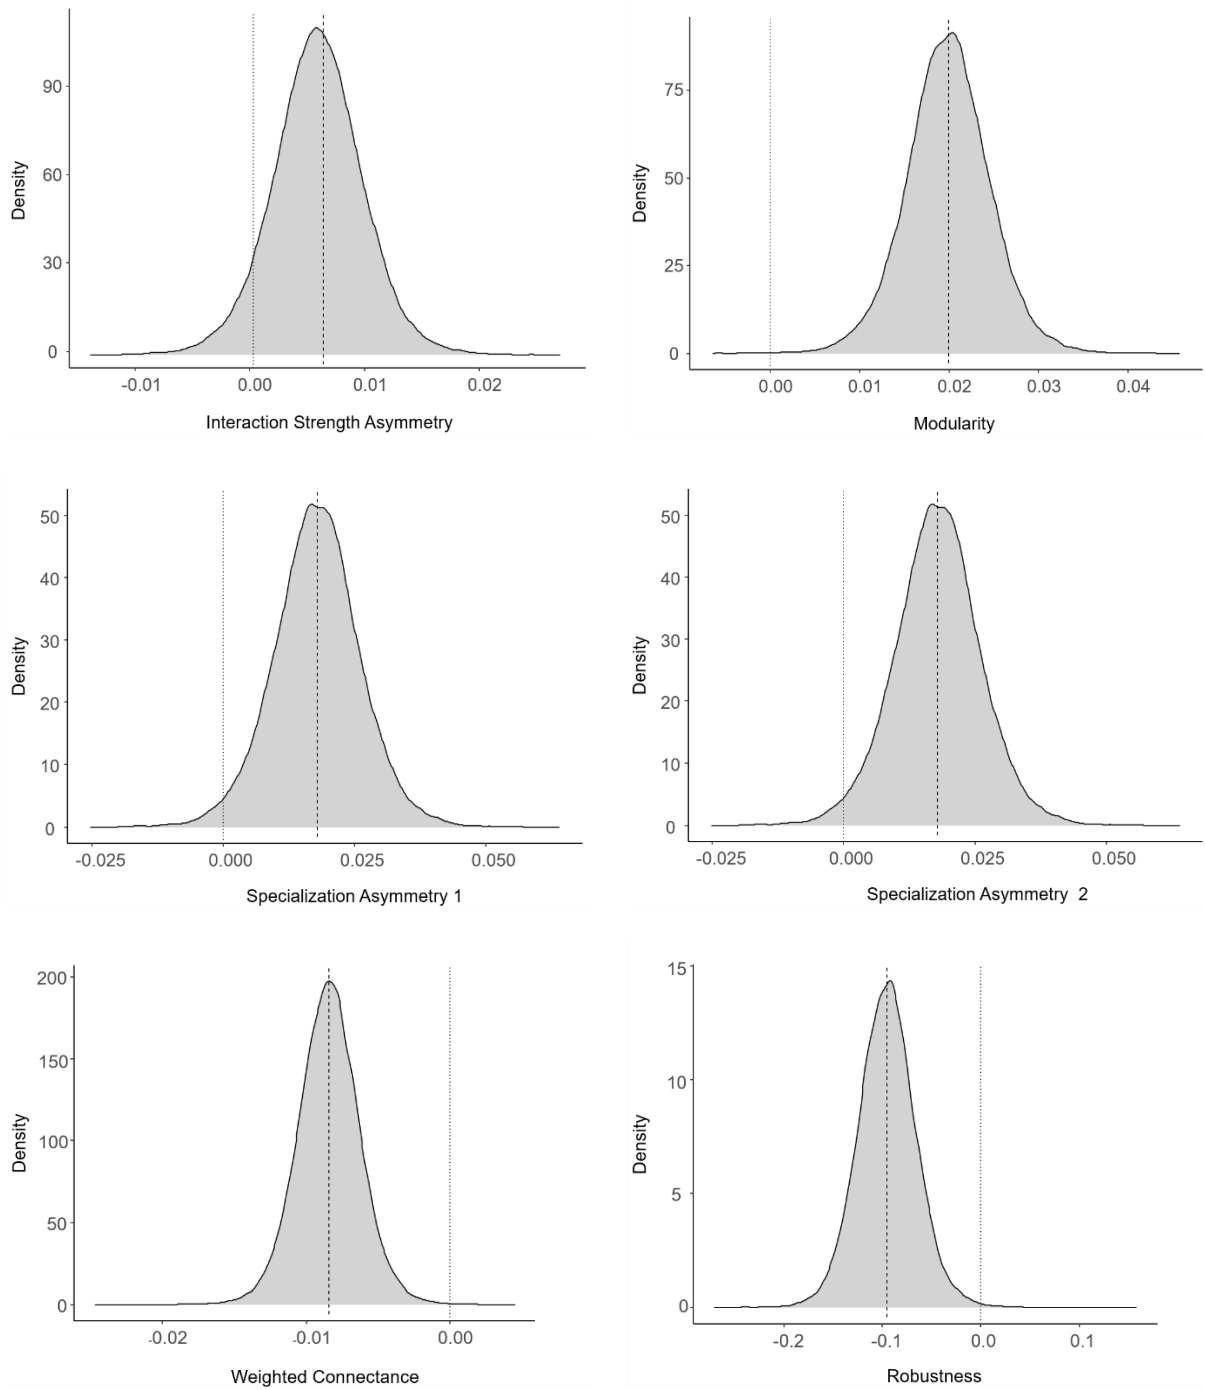 90
60
30
0
Density
-0.01 0.00 0.01 0.02
Interaction Strength Asymmetry
75
50
25
0
Density
0.00 0.01 0.02 0.03 0.04
Modularity
50
40
30
20
10
0
Density
-0.025 0.000 0.025 0.050
Specialization Asymmetry 1
50
40
30
20
10
0
Density
-0.025 0.000 0.025 0.050
Specialization Asymmetry 2
200
150
100
50
0
Density
-0.02 -0.01 0.00
Weighted Connectance
15
10
5
0
Density
-0.2 -0.1 0.0 0.1
Robustness